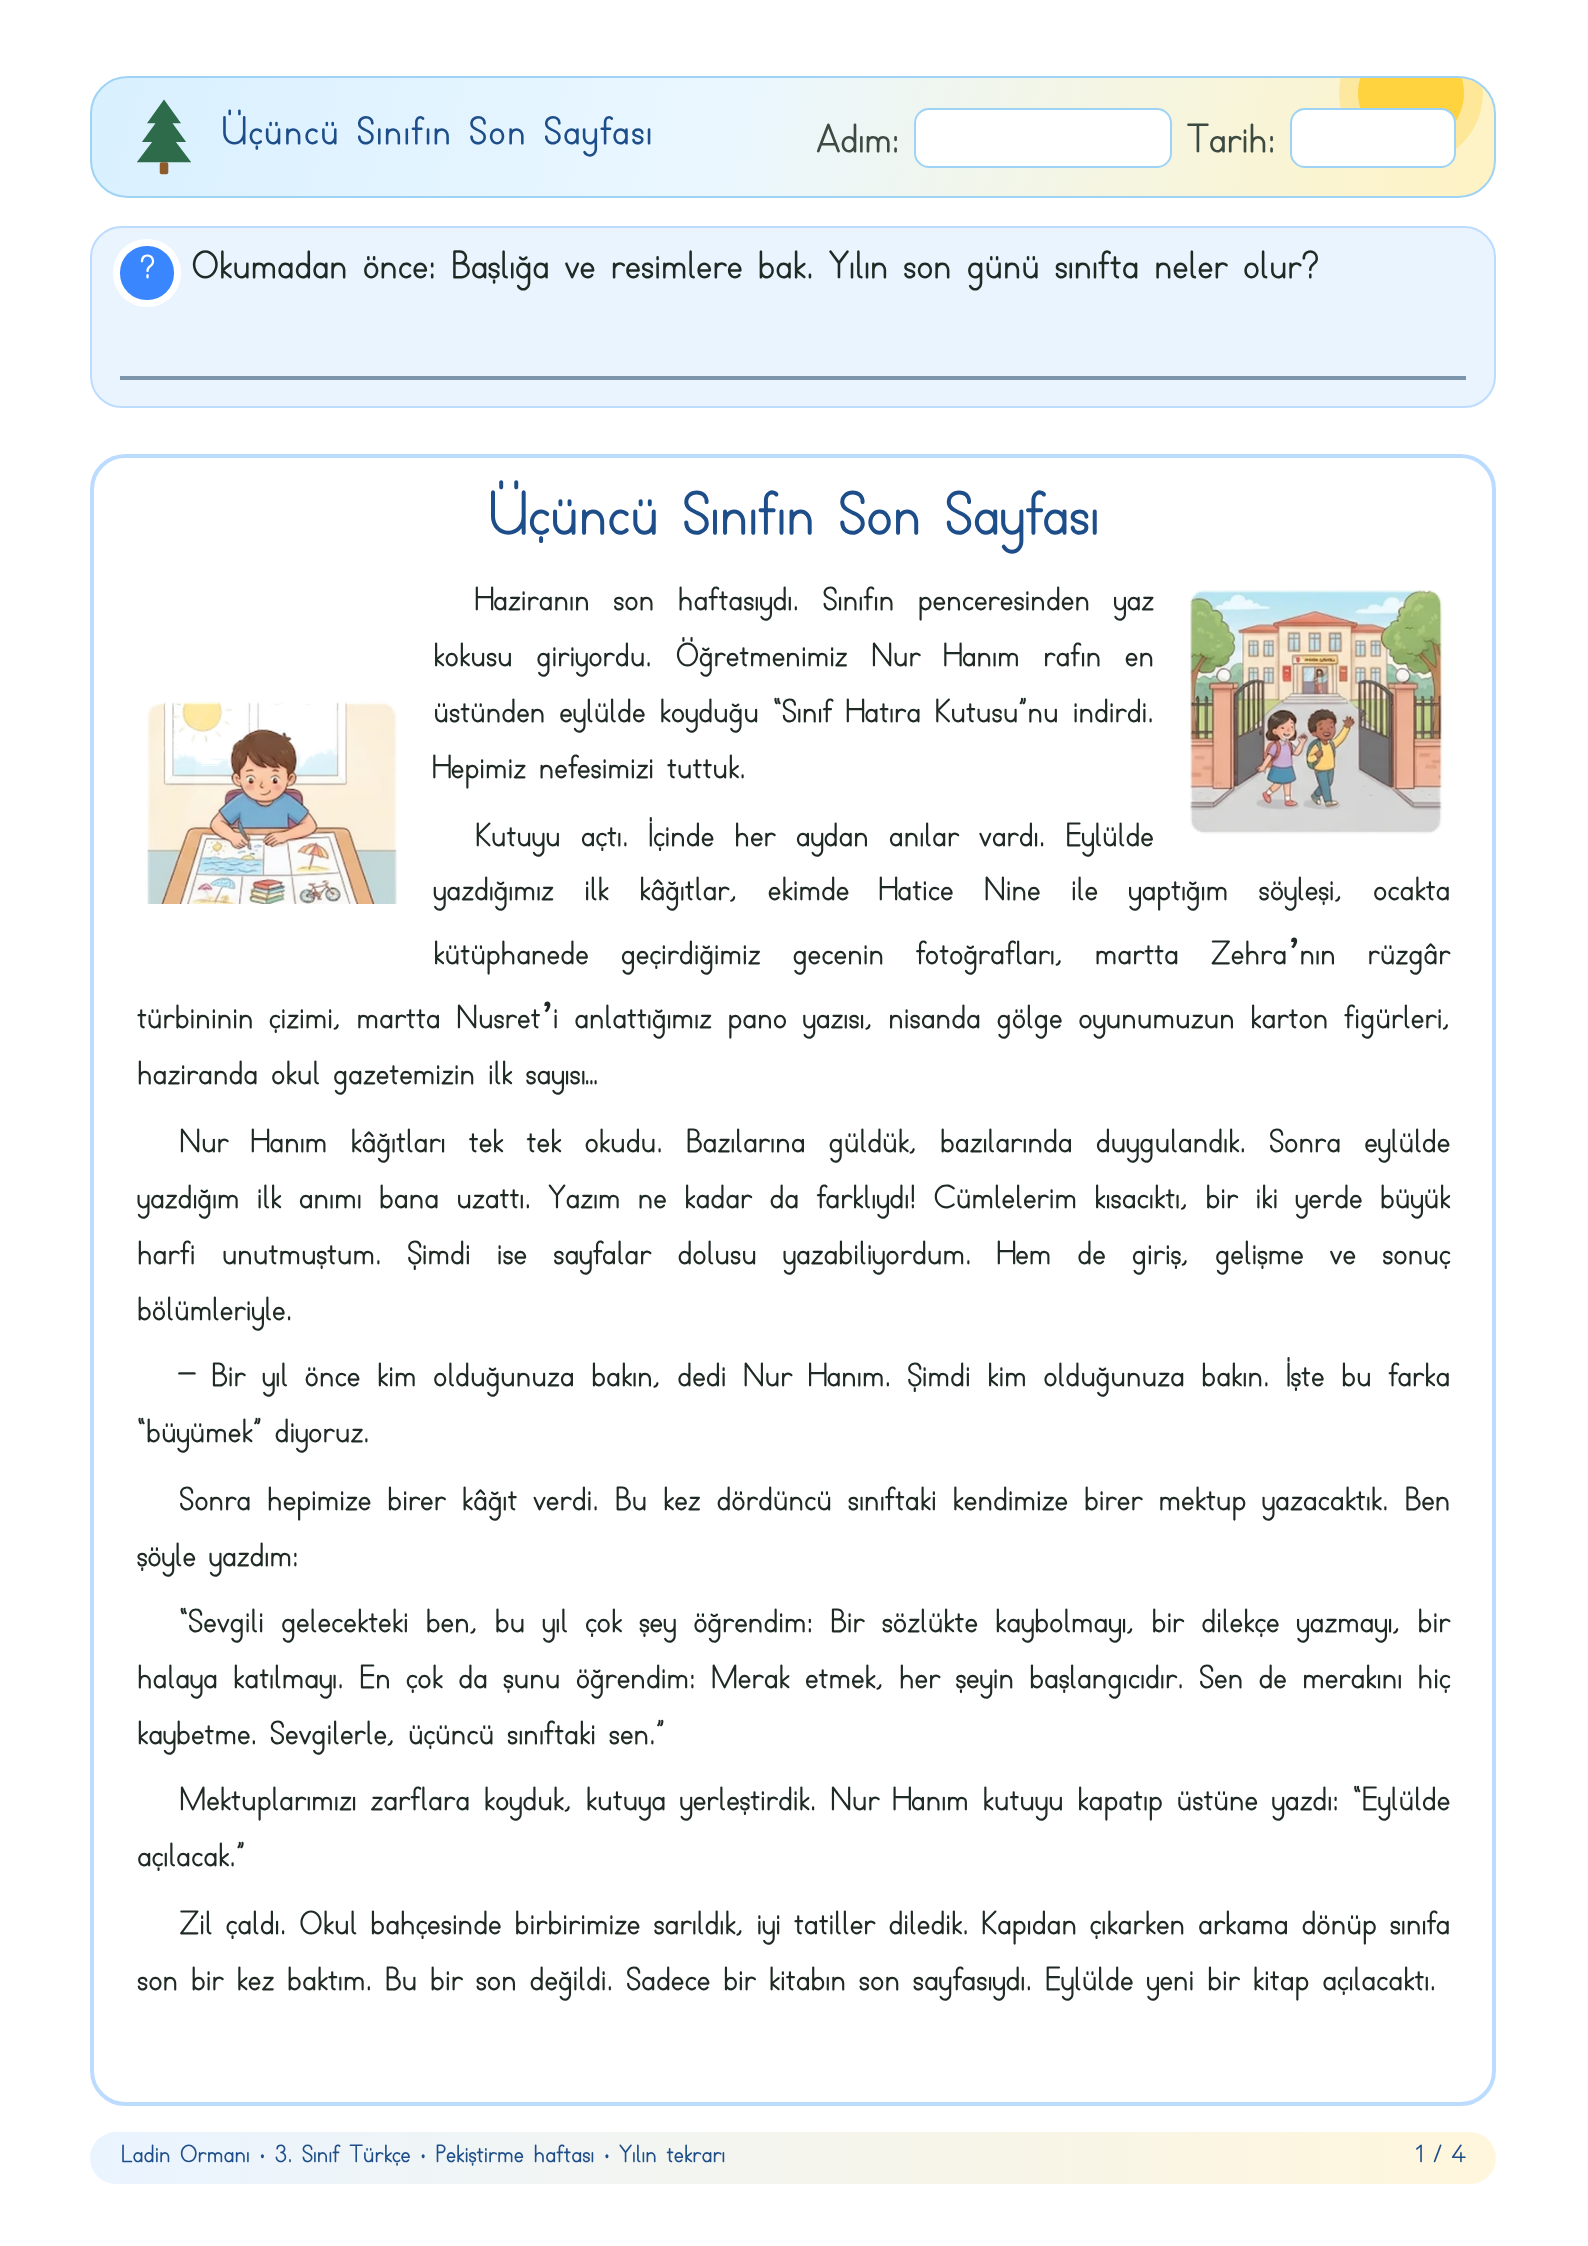 Üçüncü Sınıfın Son Sayfası
Adım:
Tarih:
?
Okumadan önce: Başlığa ve resimlere bak. Yılın son günü sınıfta neler olur?
Üçüncü Sınıfın Son Sayfası
Haziranın son haftasıydı. Sınıfın penceresinden yaz
kokusu giriyordu. Öğretmenimiz Nur Hanım rafın en
üstünden eylülde koyduğu “Sınıf Hatıra Kutusu”nu indirdi.
Hepimiz nefesimizi tuttuk.
Kutuyu açtı. İçinde her aydan anılar vardı. Eylülde
yazdığımız ilk kâğıtlar, ekimde Hatice Nine ile yaptığım söyleşi, ocakta
kütüphanede geçirdiğimiz gecenin fotoğrafları, martta Zehra’nın rüzgâr
türbininin çizimi, martta Nusret’i anlattığımız pano yazısı, nisanda gölge oyunumuzun karton figürleri,
haziranda okul gazetemizin ilk sayısı...
Nur Hanım kâğıtları tek tek okudu. Bazılarına güldük, bazılarında duygulandık. Sonra eylülde
yazdığım ilk anımı bana uzattı. Yazım ne kadar da farklıydı! Cümlelerim kısacıktı, bir iki yerde büyük
harfi unutmuştum. Şimdi ise sayfalar dolusu yazabiliyordum. Hem de giriş, gelişme ve sonuç
bölümleriyle.
– Bir yıl önce kim olduğunuza bakın, dedi Nur Hanım. Şimdi kim olduğunuza bakın. İşte bu farka
“büyümek” diyoruz.
Sonra hepimize birer kâğıt verdi. Bu kez dördüncü sınıftaki kendimize birer mektup yazacaktık. Ben
şöyle yazdım:
“Sevgili gelecekteki ben, bu yıl çok şey öğrendim: Bir sözlükte kaybolmayı, bir dilekçe yazmayı, bir
halaya katılmayı. En çok da şunu öğrendim: Merak etmek, her şeyin başlangıcıdır. Sen de merakını hiç
kaybetme. Sevgilerle, üçüncü sınıftaki sen.”
Mektuplarımızı zarflara koyduk, kutuya yerleştirdik. Nur Hanım kutuyu kapatıp üstüne yazdı: “Eylülde
açılacak.”
Zil çaldı. Okul bahçesinde birbirimize sarıldık, iyi tatiller diledik. Kapıdan çıkarken arkama dönüp sınıfa
son bir kez baktım. Bu bir son değildi. Sadece bir kitabın son sayfasıydı. Eylülde yeni bir kitap açılacaktı.
Ladin Ormanı • 3. Sınıf Türkçe • Pekiştirme haftası • Yılın tekrarı
1 / 4